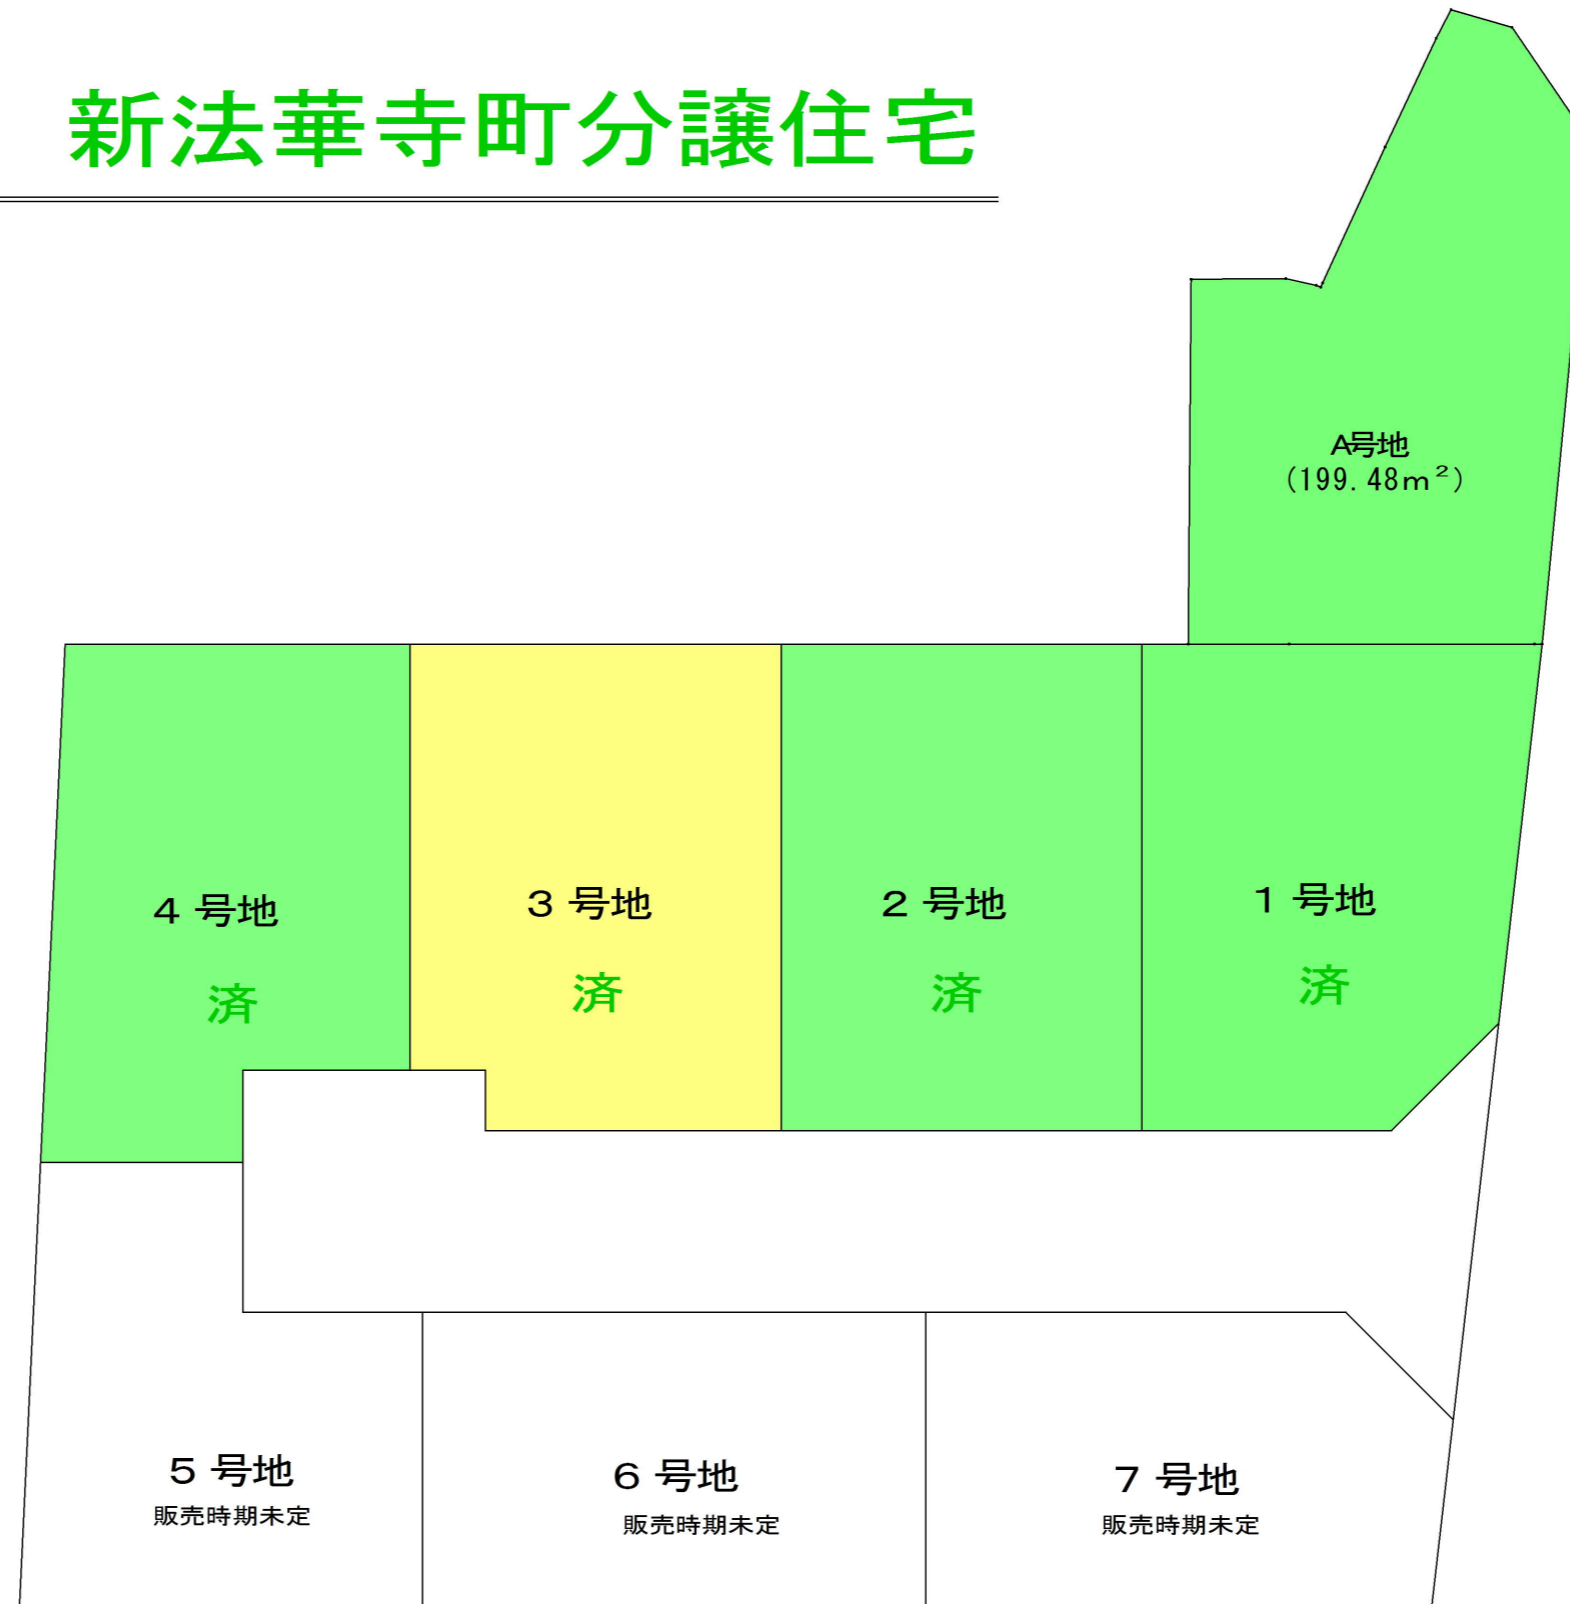 新法華寺町分譲住宅
A号地
(199.48m²)
4 号地
済
3 号地
済
2 号地
済
1 号地
済
5 号地
販売時期未定
6 号地
販売時期未定
7 号地
販売時期未定